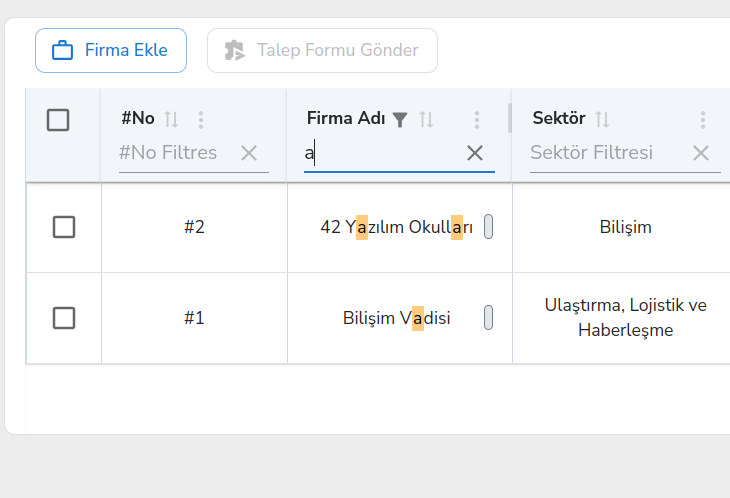 Firma Ekle
Talep Formu Gönder
#No
Firma Adı
Sektör
#No Filtres
a
Sektör Filtresi
#2
42 Yazılım Okulları
Bilişim
#1
Bilişim Vadisi
Ulaştırma, Lojistik ve
Haberleşme